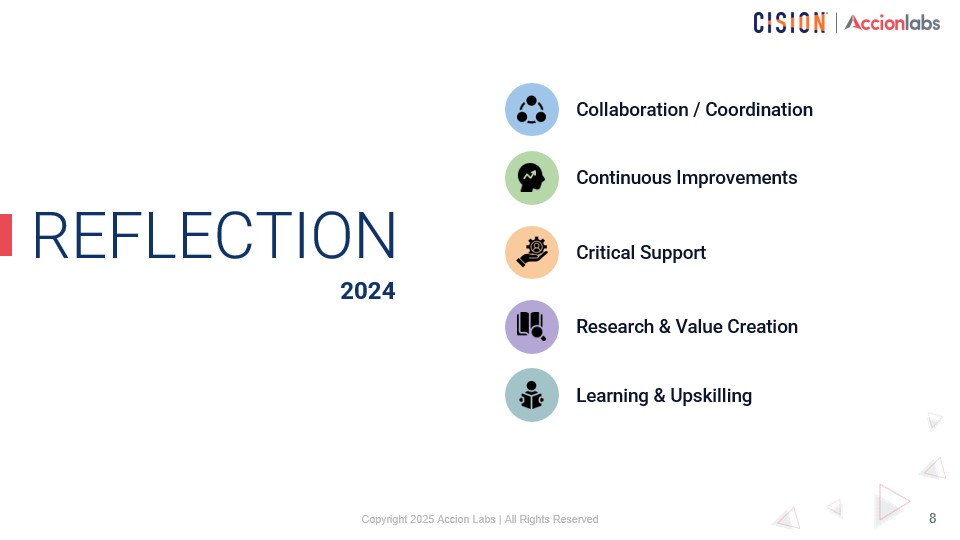 CISION | Accionlabs
Collaboration / Coordination
Continuous Improvements
REFLECTION
2024
Critical Support
Research & Value Creation
Learning & Upskilling
Copyright 2025 Accion Labs | All Rights Reserved
8